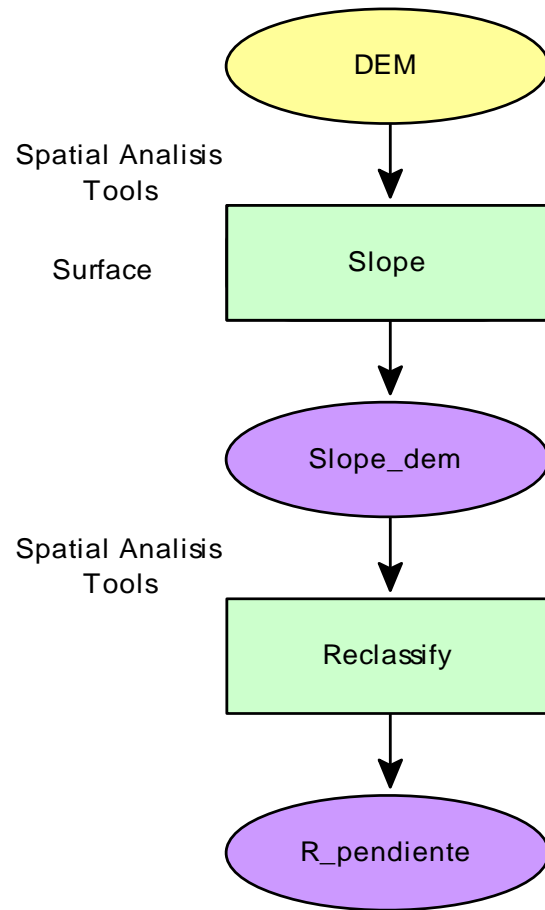 DEM
Spatial Analisis
Tools
Slope
Surface
Slope_dem
Spatial Analisis
Tools
Reclassify
R_pendiente